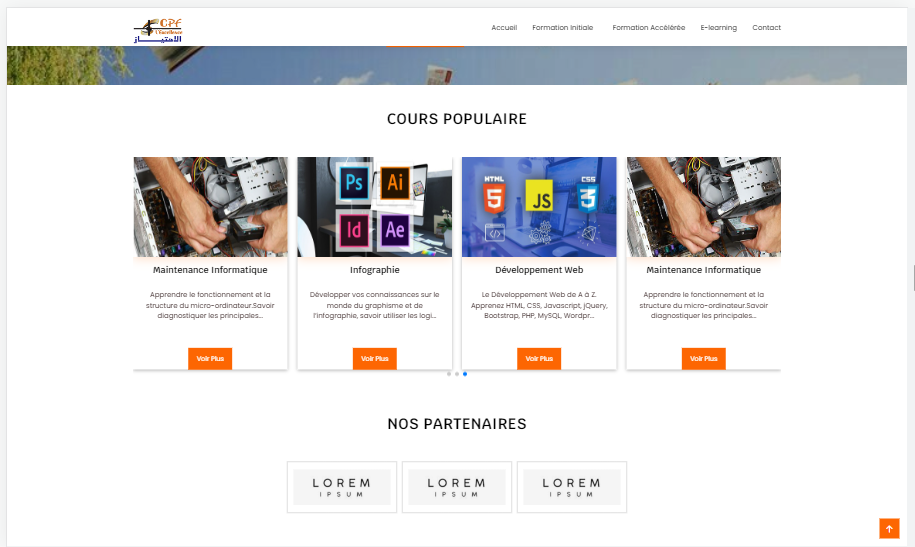 CPE
l'Excellence
الامتياز
Accueil Formation Initiale Formation Accélérée E-learning Contact
COURS POPULAIRE
Ps Ai
Id Ae
HTML
5
JS
CSS
3
Maintenance Informatique
Apprendre le fonctionnement et la
structure du micro-ordinateur.Savoir
diagnostiquer les principales...
Voir Plus
Infographie
Développer vos connaissances sur le
monde du graphisme et de
l'infographie, savoir utiliser les logi...
Voir Plus
Développement Web
Le Développement Web de A à Z.
Apprenez HTML, CSS, Javascript, jQuery,
Bootstrap, PHP, MySQL, Wordpr...
Voir Plus
Maintenance Informatique
Apprendre le fonctionnement et la
structure du micro-ordinateur.Savoir
diagnostiquer les principales...
Voir Plus
NOS PARTENAIRES
LOREM
IPSUM
LOREM
IPSUM
LOREM
IPSUM